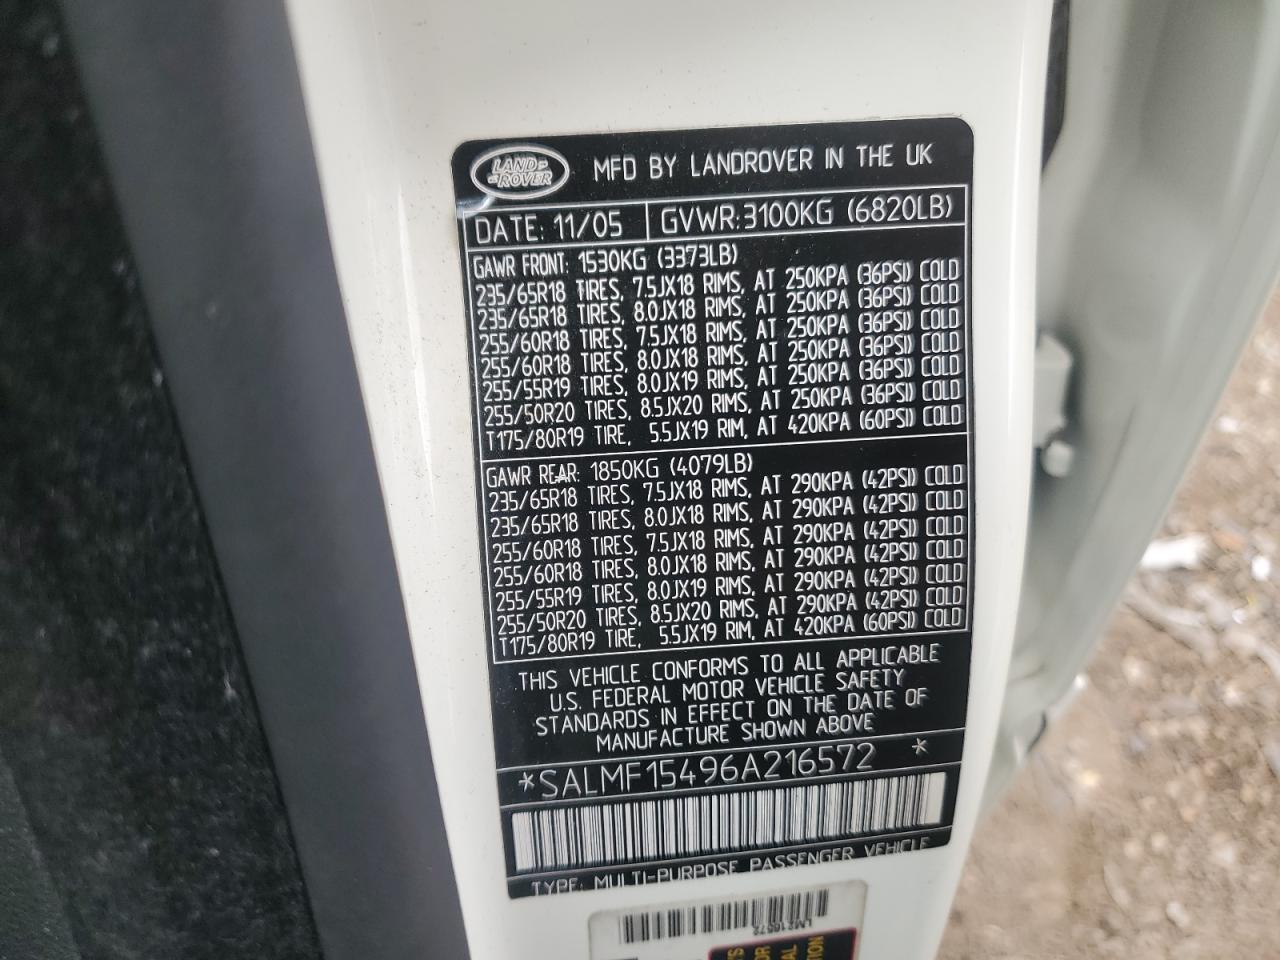 LAND ROVER
MFD BY LANDROVER IN THE UK
DATE: 11/05 GVWR: 3100KG (6820LB)
GAWR FRONT: 1530KG (3373LB)
235/65R18 TIRES, 7.5JX18 RIMS, AT 250KPA (36PSI) COLD
235/65R18 TIRES, 8.0JX18 RIMS, AT 250KPA (36PSI) COLD
255/60R18 TIRES, 7.5JX18 RIMS, AT 250KPA (36PSI) COLD
255/60R18 TIRES, 8.0JX18 RIMS, AT 250KPA (36PSI) COLD
255/55R19 TIRES, 8.0JX19 RIMS, AT 250KPA (36PSI) COLD
255/50R20 TIRES, 8.5JX20 RIMS, AT 250KPA (36PSI) COLD
T175/80R19 TIRE, 5.5JX19 RIM, AT 420KPA (60PSI) COLD
GAWR REAR: 1850KG (4079LB)
235/65R18 TIRES, 7.5JX18 RIMS, AT 290KPA (42PSI) COLD
235/65R18 TIRES, 8.0JX18 RIMS, AT 290KPA (42PSI) COLD
255/60R18 TIRES, 7.5JX18 RIMS, AT 290KPA (42PSI) COLD
255/60R18 TIRES, 8.0JX18 RIMS, AT 290KPA (42PSI) COLD
255/55R19 TIRES, 8.0JX19 RIMS, AT 290KPA (42PSI) COLD
255/50R20 TIRES, 8.5JX20 RIMS, AT 290KPA (42PSI) COLD
T175/80R19 TIRE, 5.5JX19 RIM, AT 420KPA (60PSI) COLD
THIS VEHICLE CONFORMS TO ALL APPLICABLE
U.S. FEDERAL MOTOR VEHICLE SAFETY
STANDARDS IN EFFECT ON THE DATE OF
MANUFACTURE SHOWN ABOVE
*SALMF15496A216572 *
TYPE: MULTI-PURPOSE PASSENGER VEHICLE
LM216572